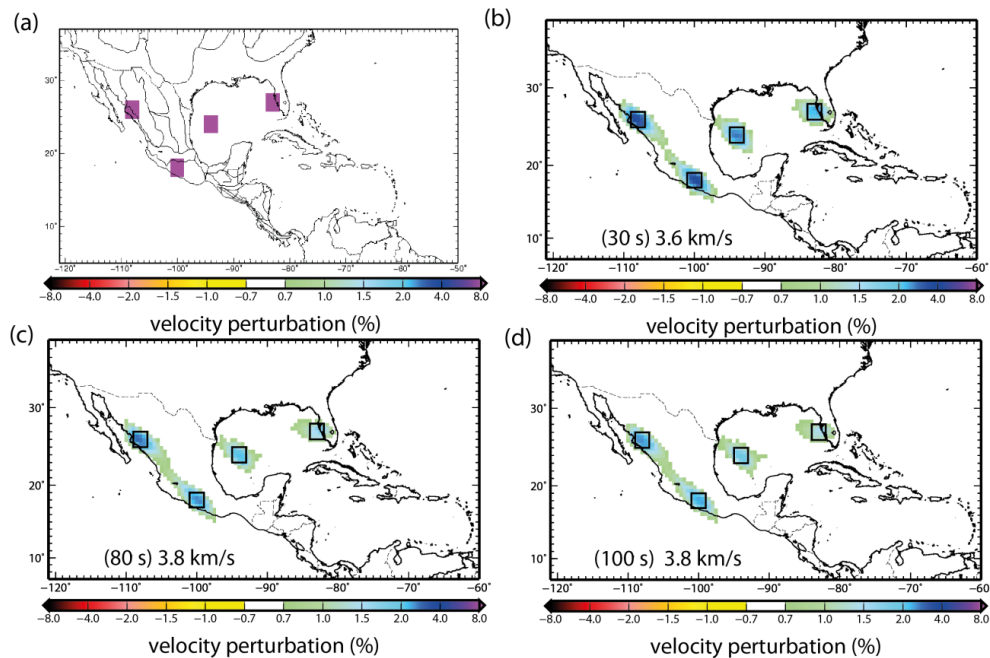 (a)
30˚
20˚
10˚
−120˚ −110˚ −100˚ −90˚ −80˚ −70˚ −60˚ −50˚
−8.0 −4.0 −2.0 −1.5 −1.0 −0.7 0.7 1.0 1.5 2.0 4.0 8.0
velocity perturbation (%)
(b)
30˚
20˚
10˚
(30 s) 3.6 km/s
−120˚ −110˚ −100˚ −90˚ −80˚ −70˚ −60˚
−8.0 −4.0 −2.0 −1.5 −1.0 −0.7 0.7 1.0 1.5 2.0 4.0 8.0
velocity perturbation (%)
(c)
30˚
20˚
10˚
(80 s) 3.8 km/s
−120˚ −110˚ −100˚ −90˚ −80˚ −70˚ −60
−8.0 −4.0 −2.0 −1.5 −1.0 −0.7 0.7 1.0 1.5 2.0 4.0 8.0
velocity perturbation (%)
(d)
30˚
20˚
10˚
(100 s) 3.8 km/s
−120˚ −110˚ −100˚ −90˚ −80˚ −70˚ −60˚
−8.0 −4.0 −2.0 −1.5 −1.0 −0.7 0.7 1.0 1.5 2.0 4.0 8.0
velocity perturbation (%)